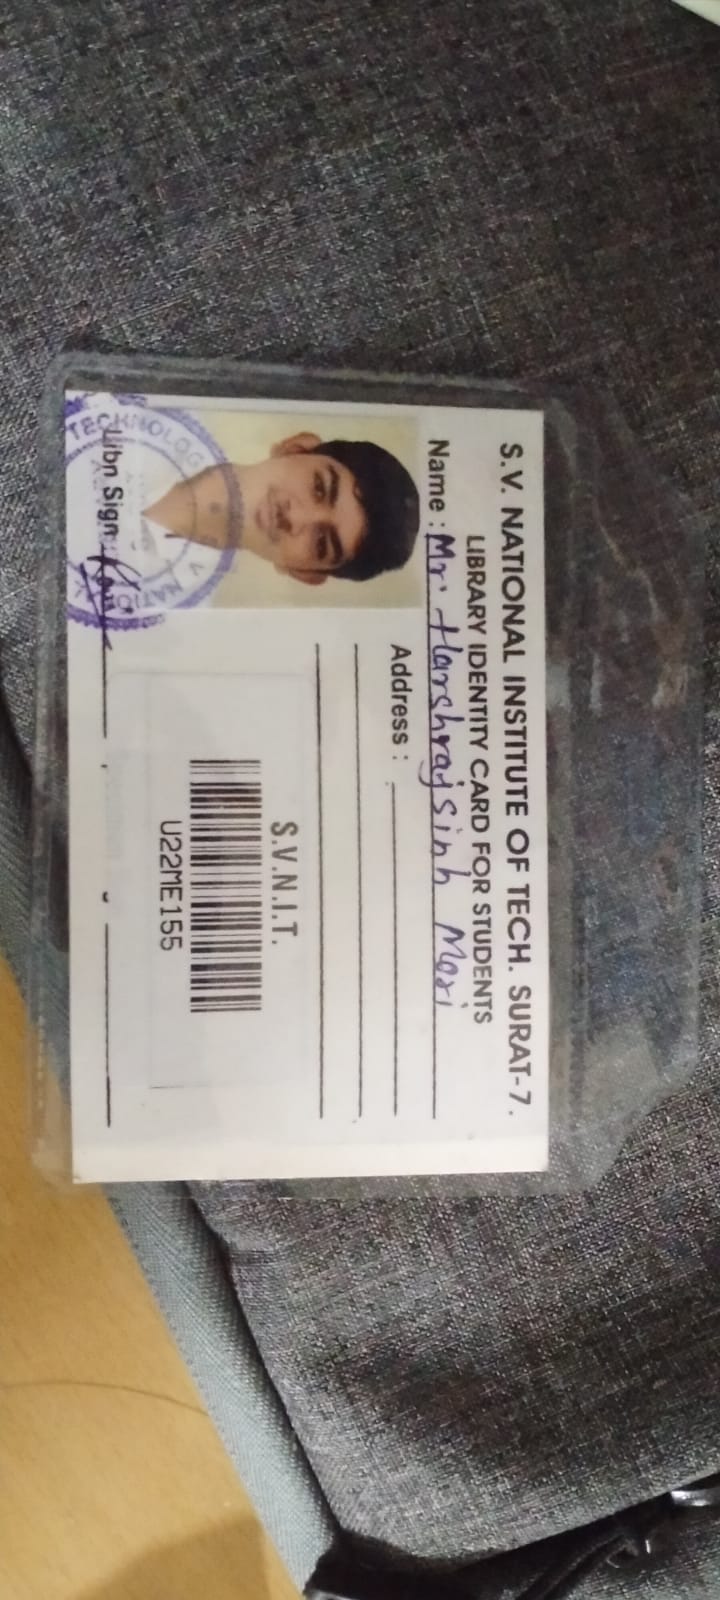 S.V. NATIONAL INSTITUTE OF TECH. SURAT-7.
LIBRARY IDENTITY CARD FOR STUDENTS
Name : Mr. Harshrajsinh Mori
Address :
S.V.N.I.T.
U22ME155
Libn Sign
TECHNOLOG
S V NAT